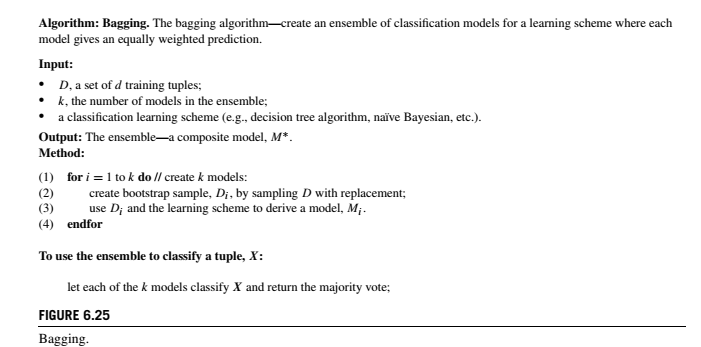 Algorithm: Bagging. The bagging algorithm—create an ensemble of classification models for a learning scheme where each
model gives an equally weighted prediction.
Input:
• D, a set of d training tuples;
• k, the number of models in the ensemble;
• a classification learning scheme (e.g., decision tree algorithm, naïve Bayesian, etc.).
Output: The ensemble—a composite model, M*.
Method:
(1) for i = 1 to k do // create k models:
(2) create bootstrap sample, Di, by sampling D with replacement;
(3) use Di and the learning scheme to derive a model, Mi.
(4) endfor
To use the ensemble to classify a tuple, X:
let each of the k models classify X and return the majority vote;
FIGURE 6.25
Bagging.